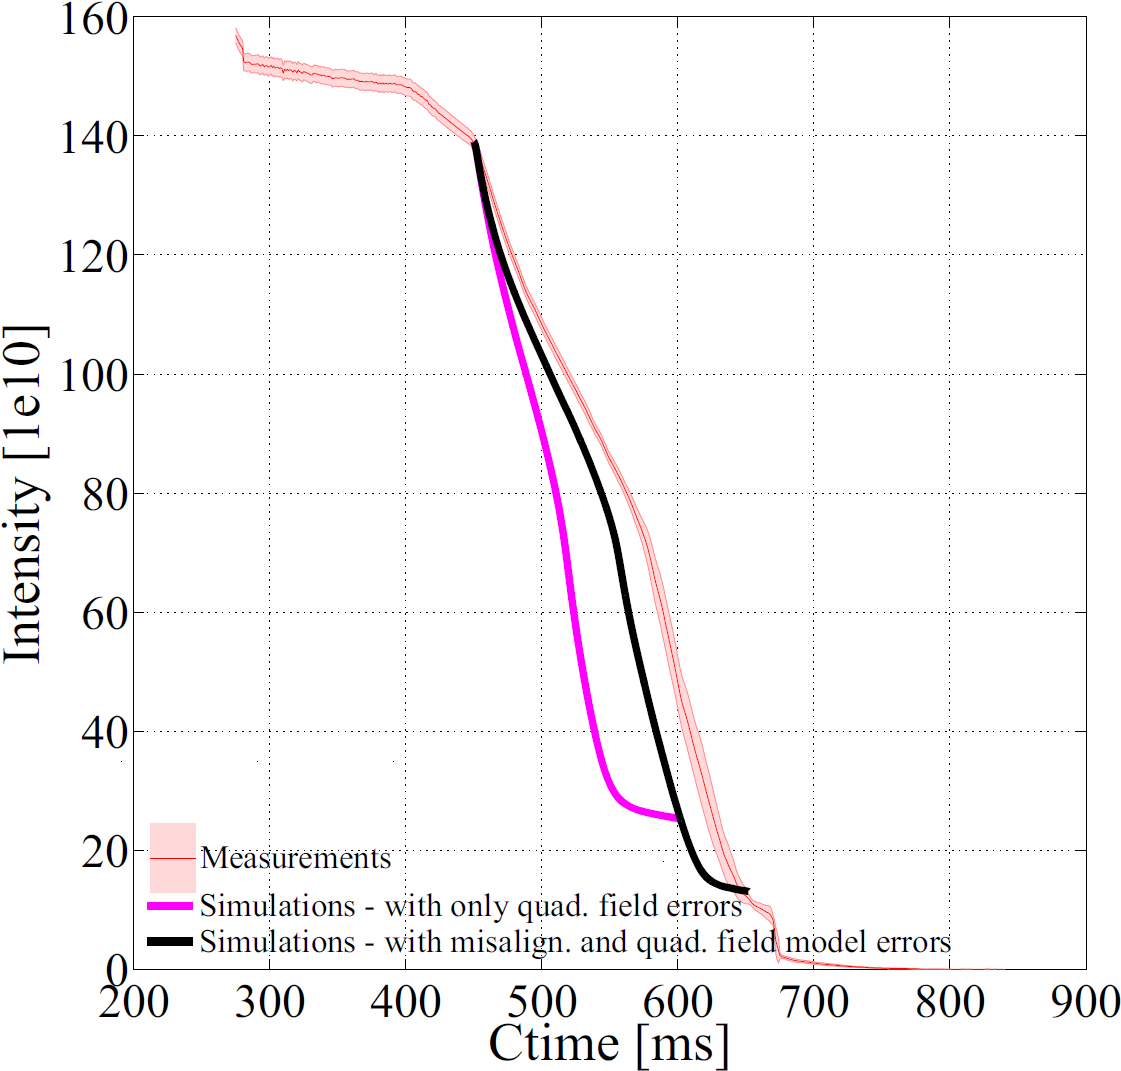 160
140
120
100
80
60
40
20
0
Intensity [1e10]
Measurements
Simulations - with only quad. field errors
Simulations - with misalign. and quad. field model errors
200 300 400 500 600 700 800 900
Ctime [ms]